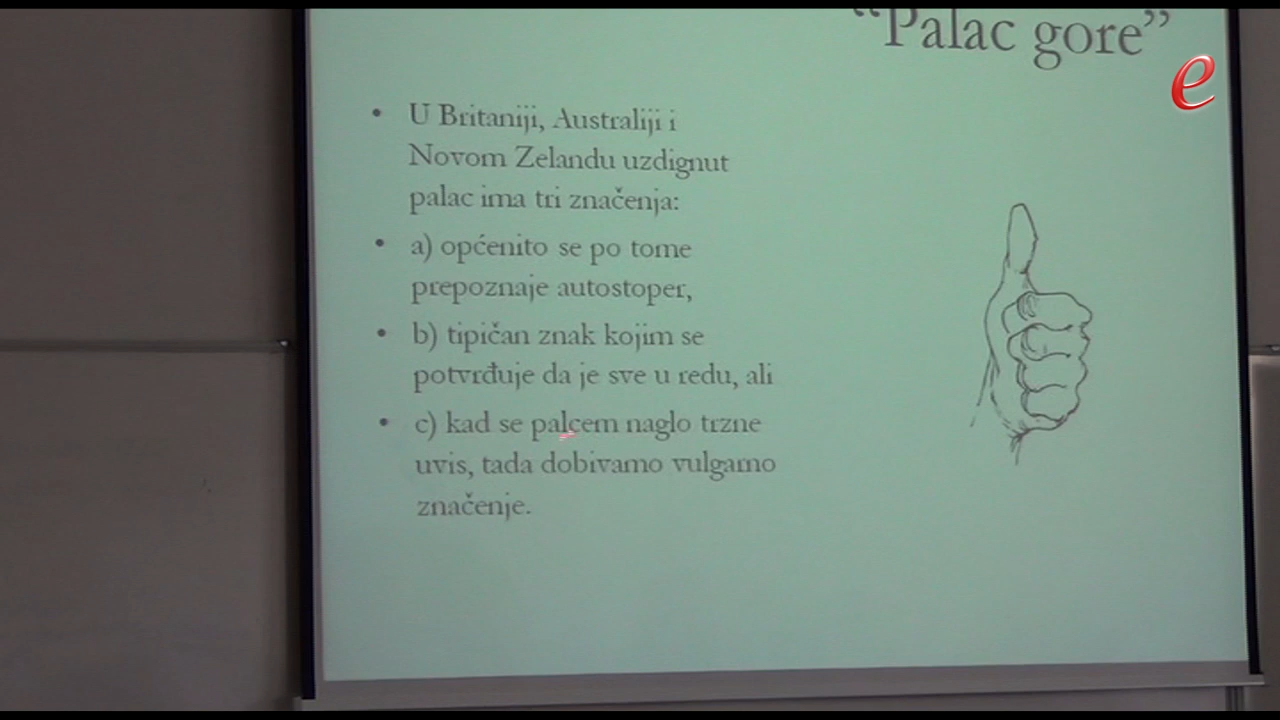 “Palac gore”
e
• U Britaniji, Australiji i
Novom Zelandu uzdignut
palac ima tri značenja:
• a) općenito se po tome
prepoznaje autostoper,
• b) tipičan znak kojim se
potvrđuje da je sve u redu, ali
• c) kad se palcem naglo trzne
uvis, tada dobivamo vulgarno
značenje.